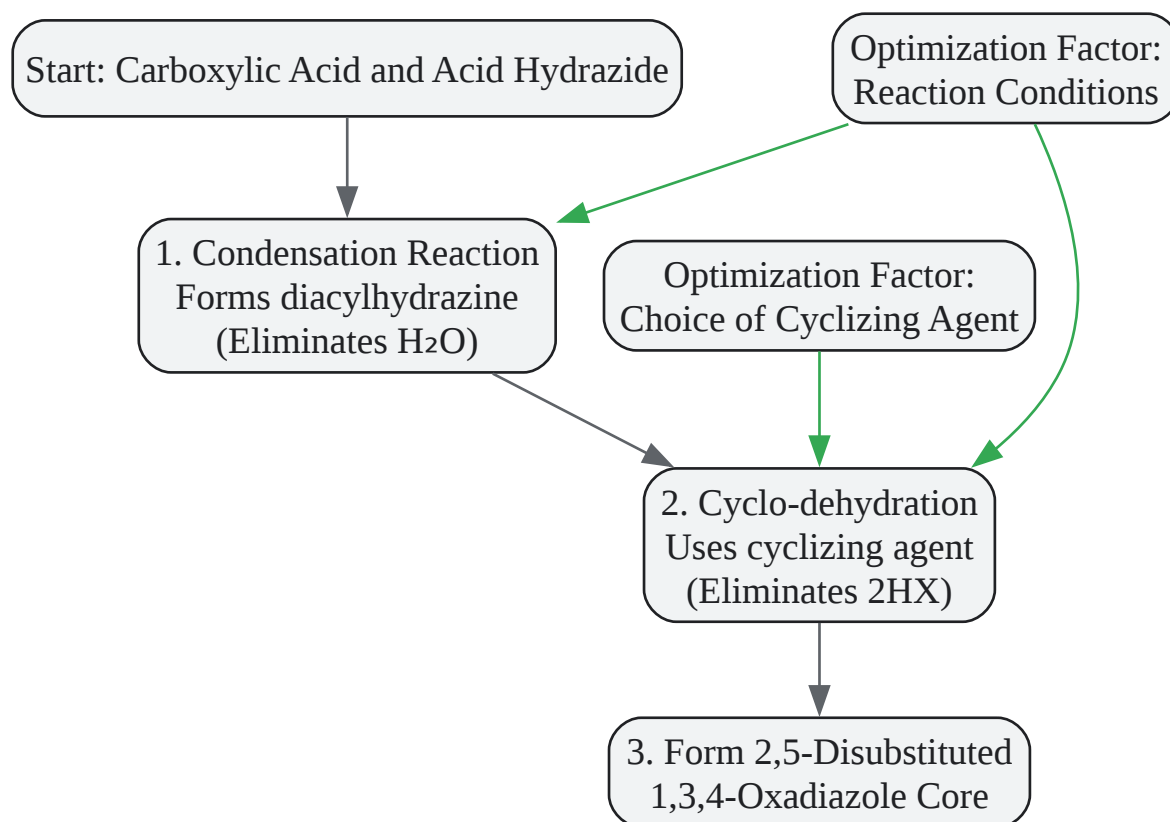 Start: Carboxylic Acid and Acid Hydrazide
Optimization Factor:
Reaction Conditions
1. Condensation Reaction
Forms diacylhydrazine
(Eliminates H₂O)
Optimization Factor:
Choice of Cyclizing Agent
2. Cyclo-dehydration
Uses cyclizing agent
(Eliminates 2HX)
3. Form 2,5-Disubstituted
1,3,4-Oxadiazole Core